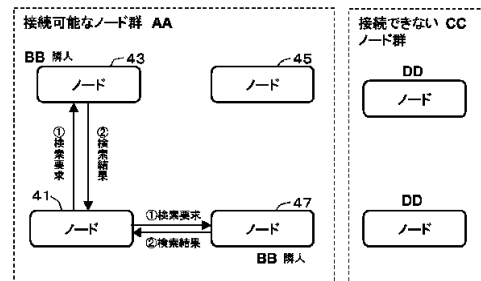 接続可能なノード群 AA
接続できない CC
ノード群
BB 隣人
43
ノード
45
ノード
DD
ノード
①検索要求
②検索結果
41
ノード
①検索要求
②検索結果
47
ノード
BB 隣人
DD
ノード